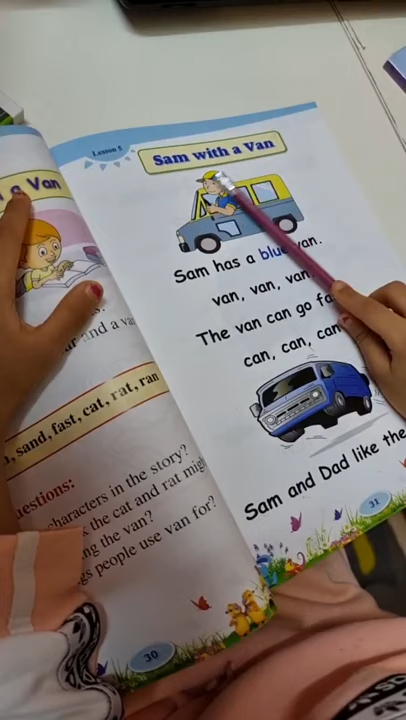 a Van
and a va
sand, fast, cat, rat, ran
characters in the story?
the cat and rat
ing the van?
people use van for?
30
Lesson 5
Sam with a Van
Sam has a blue van.
van, van, van
The van can go
can, can, can
Sam and Dad like the
31